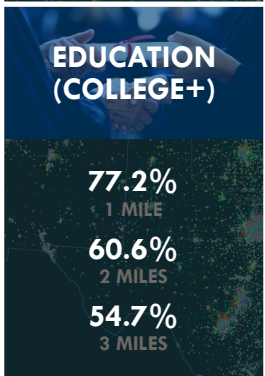 EDUCATION
(COLLEGE+)
77.2%
1 MILE
60.6%
2 MILES
54.7%
3 MILES